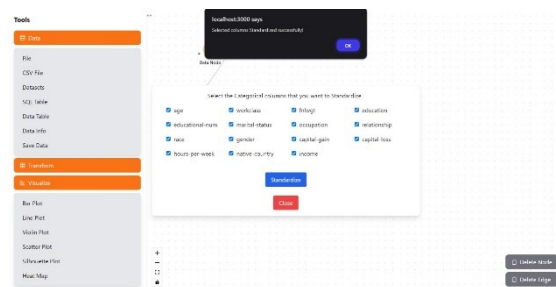 Tools
Data
File
CSV File
Datasets
SQL Table
Data Table
Data Info
Save Data
Transform
Visualize
Bar Plot
Line Plot
Violin Plot
Scatter Plot
Silhouette Plot
Heat Map
localhost:3000 says
Selected columns Standardized successfully!
OK
Data Node
Select the Categorical columns that you want to Standardize
age workclass fnlwgt education
educational-num marital-status occupation relationship
race gender capital-gain capital-loss
hours-per-week native-country income
Standardize
Close
Delete Node
Delete Edge